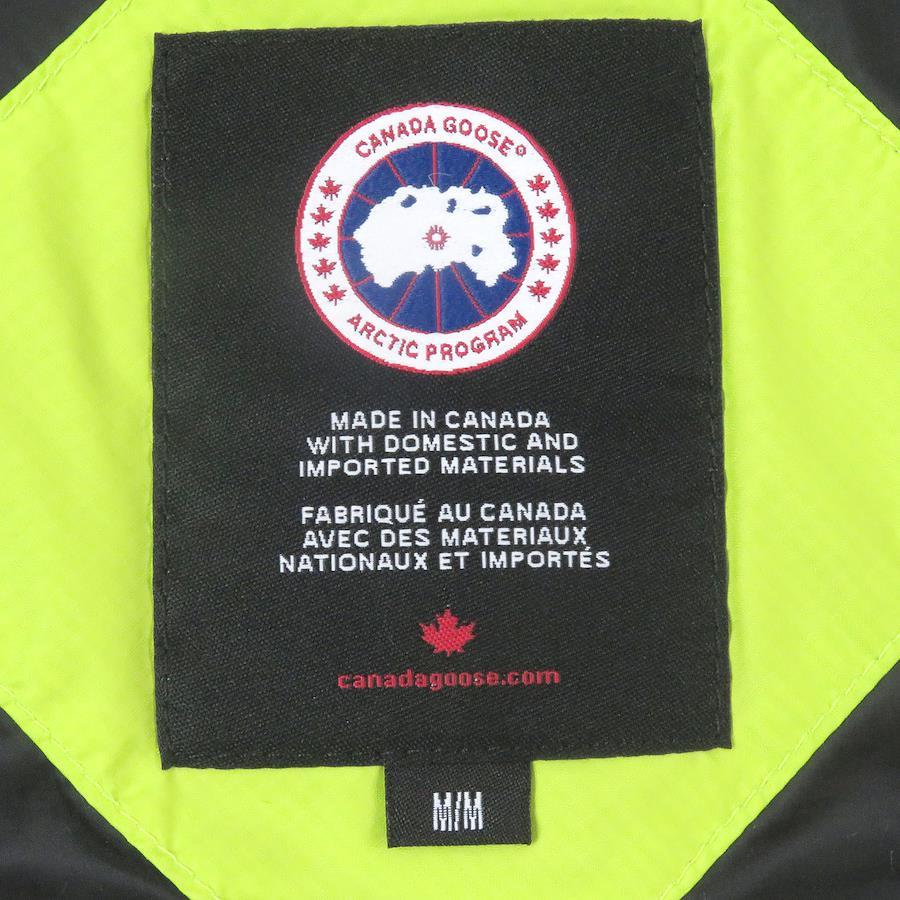 CANADA GOOSE®
ARCTIC PROGRAM
MADE IN CANADA
WITH DOMESTIC AND
IMPORTED MATERIALS
FABRIQUÉ AU CANADA
AVEC DES MATERIAUX
NATIONAUX ET IMPORTÉS
canadagoose.com
M/M